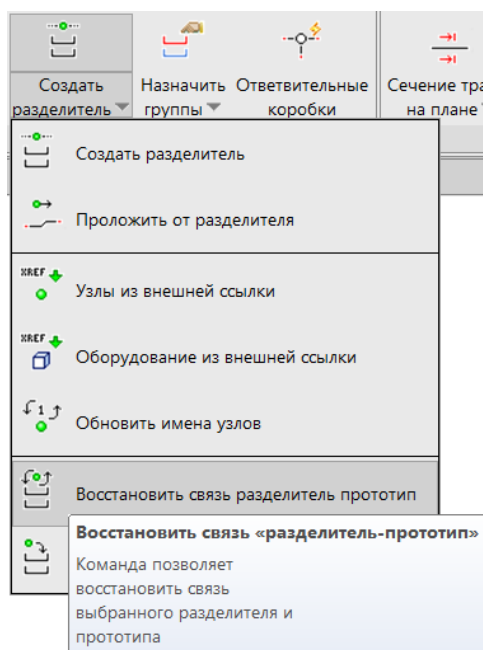 Создать
разделитель
Назначить
группы
Ответвительные
коробки
Сечение тра
на плане
Создать разделитель
Проложить от разделителя
XREF
Узлы из внешней ссылки
XREF
Оборудование из внешней ссылки
1
Обновить имена узлов
Восстановить связь разделитель прототип
Восстановить связь «разделитель-прототип»
Команда позволяет
восстановить связь
выбранного разделителя и
прототипа